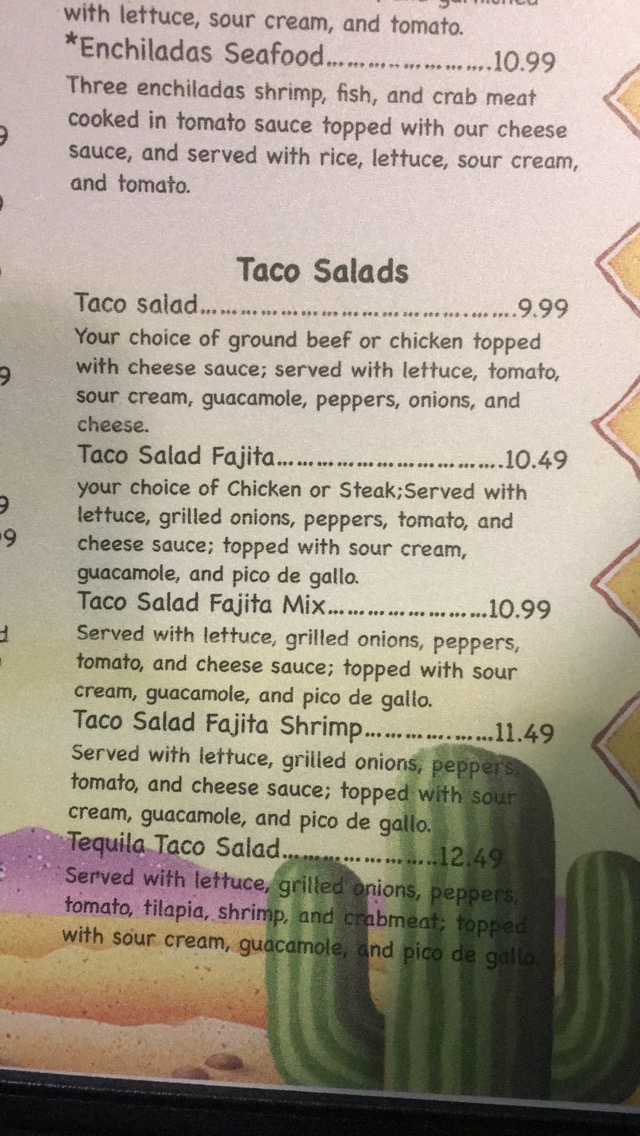 with lettuce, sour cream, and tomato.
*Enchiladas Seafood........................10.99
Three enchiladas shrimp, fish, and crab meat
cooked in tomato sauce topped with our cheese
sauce, and served with rice, lettuce, sour cream,
and tomato.
Taco Salads
Taco salad..............................................9.99
Your choice of ground beef or chicken topped
with cheese sauce; served with lettuce, tomato,
sour cream, guacamole, peppers, onions, and
cheese.
Taco Salad Fajita.................................10.49
your choice of Chicken or Steak;Served with
lettuce, grilled onions, peppers, tomato, and
cheese sauce; topped with sour cream,
guacamole, and pico de gallo.
Taco Salad Fajita Mix.......................10.99
Served with lettuce, grilled onions, peppers,
tomato, and cheese sauce; topped with sour
cream, guacamole, and pico de gallo.
Taco Salad Fajita Shrimp...................11.49
Served with lettuce, grilled onions, peppers,
tomato, and cheese sauce; topped with sour
cream, guacamole, and pico de gallo.
Tequila Taco Salad.......................12.49
Served with lettuce, grilled onions, peppers,
tomato, tilapia, shrimp, and crabmeat; topped
with sour cream, guacamole, and pico de gallo.